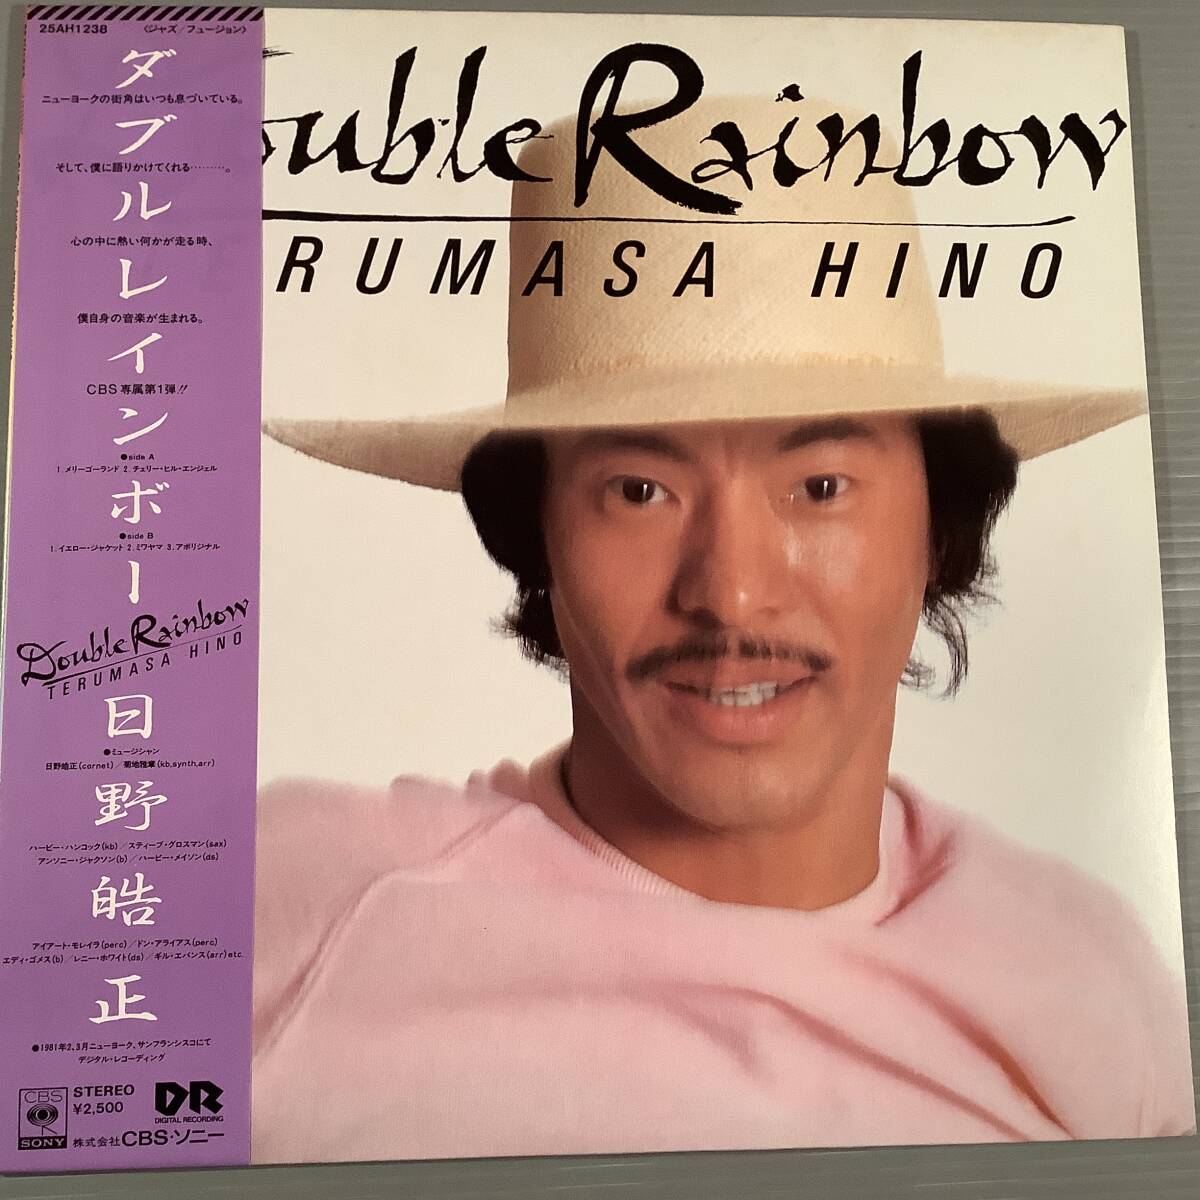 25AH1238 〈ジャズ/フュージョン〉
ダブルレインボー
ニューヨークの街角はいつも息づいている。
そして、僕に語りかけてくれる………。
心の中に熱い何かが走る時、
僕自身の音楽が生まれる。
CBS専属第1弾!!
●side A
1.メリーゴーランド 2.チェリー・ヒル・エンジェル
●side B
1.イエロー・ジャケット 2.ミワヤマ 3.アボリジナル
Double Rainbow
TERUMASA HINO
日野皓正
●ミュージシャン
日野皓正(cornet)/菊地雅章(kb,synth,arr)
ハービー・ハンコック(kb)/スティーブ・グロスマン(sax)
アンソニー・ジャクソン(b)/ハービー・メイソン(ds)
アイアート・モレイラ(perc)/ドン・アライアス(perc)
エディ・ゴメス(b)/レニー・ホワイト(ds)/ギル・エバンス(arr)etc.
●1981年2、3月ニューヨーク、サンフランシスコにて
デジタル・レコーディング
CBS
SONY
STEREO
¥2,500
DR
DIGITAL RECORDING
株式会社CBS・ソニー
ouble Rainbow
RUMASA HINO